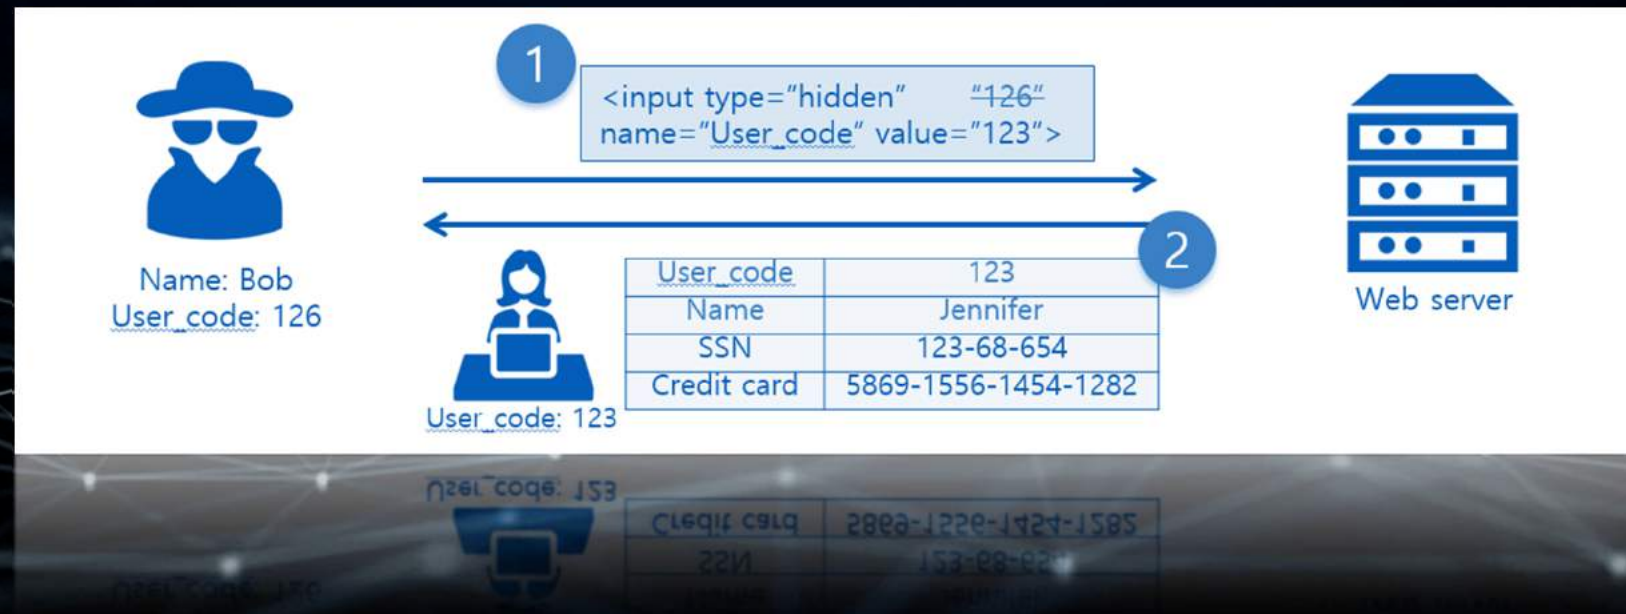 1
<input type="hidden" "126"
name="User_code" value="123">
2
Name: Bob
User_code: 126
User_code: 123
User_code 123
Name Jennifer
SSN 123-68-654
Credit card 5869-1556-1454-1282
Web server